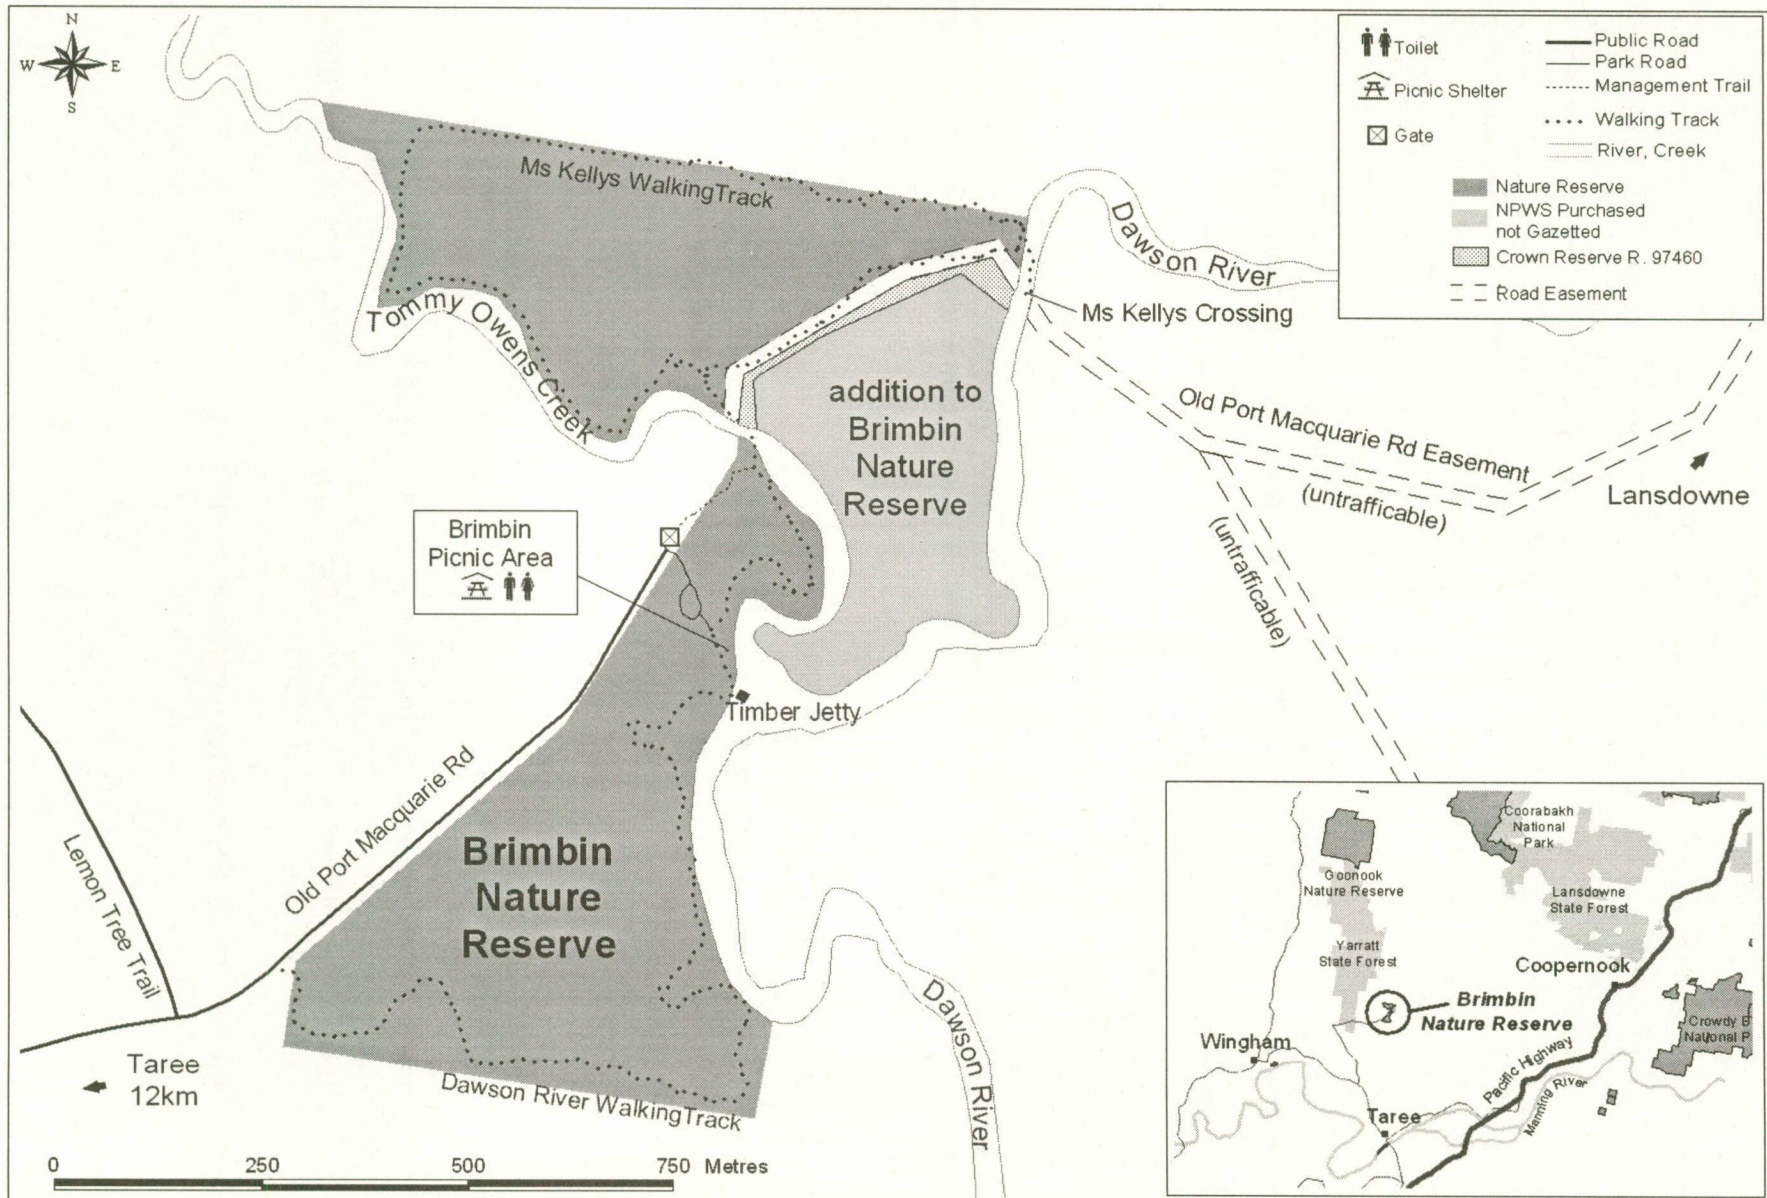 N
W E
S
Toilet
Picnic Shelter
Gate
Public Road
Park Road
Management Trail
Walking Track
River, Creek
Nature Reserve
NPWS Purchased
not Gazetted
Crown Reserve R. 97460
Road Easement
Ms Kellys WalkingTrack
Dawson River
Ms Kellys Crossing
Tommy Owens Creek
addition to
Brimbin
Nature
Reserve
Old Port Macquarie Rd Easement
(untrafficable)
Lansdowne
(untrafficable)
Brimbin
Picnic Area
Timber Jetty
Old Port Macquarie Rd
Lemon Tree Trail
Brimbin
Nature
Reserve
Dawson River
Taree
12km
Dawson River WalkingTrack
0 250 500 750 Metres
Coorabakh
National
Park
Goonook
Nature Reserve
Lansdowne
State Forest
Yarratt
State Forest
Coopernook
Brimbin
Nature Reserve
Crowdy B
National P
Wingham
Pacific Highway
Manning River
Taree